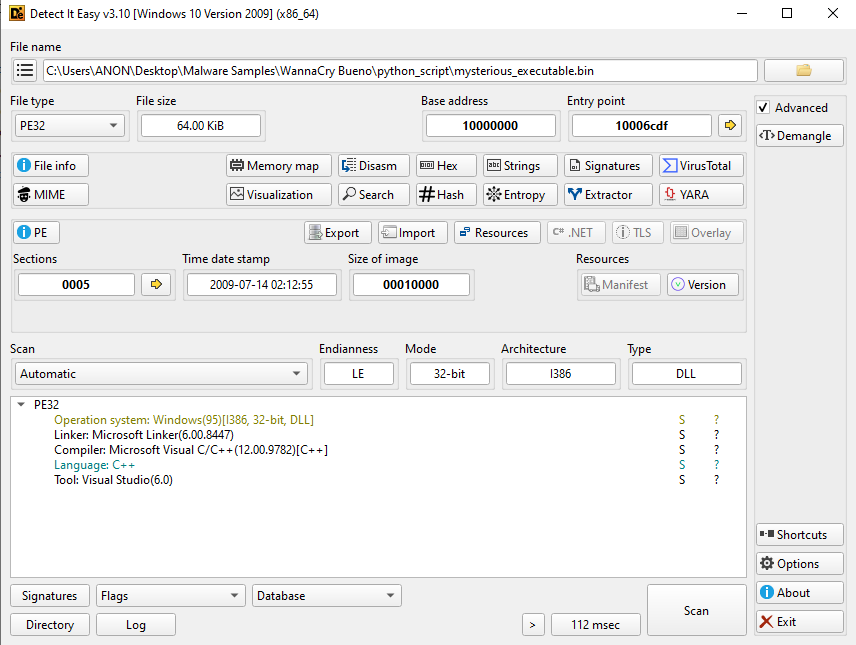 Detect It Easy v3.10 [Windows 10 Version 2009] (x86_64)
File name
C:\Users\ANON\Desktop\Malware Samples\WannaCry Bueno\python_script\mysterious_executable.bin
File type File size Base address Entry point
Advanced
PE32 64.00 KiB 10000000 10006cdf
Demangle
File info Memory map Disasm Hex Strings Signatures VirusTotal
MIME Visualization Search Hash Entropy Extractor YARA
PE Export Import Resources .NET TLS Overlay
Sections Time date stamp Size of image Resources
0005 2009-07-14 02:12:55 00010000 Manifest Version
Scan Endianness Mode Architecture Type
Automatic LE 32-bit I386 DLL
PE32
Operation system: Windows(95)[I386, 32-bit, DLL] S ?
Linker: Microsoft Linker(6.00.8447) S ?
Compiler: Microsoft Visual C/C++(12.00.9782)[C++] S ?
Language: C++ S ?
Tool: Visual Studio(6.0) S ?
Shortcuts
Options
Signatures Flags Database Scan About
Directory Log > 112 msec Exit